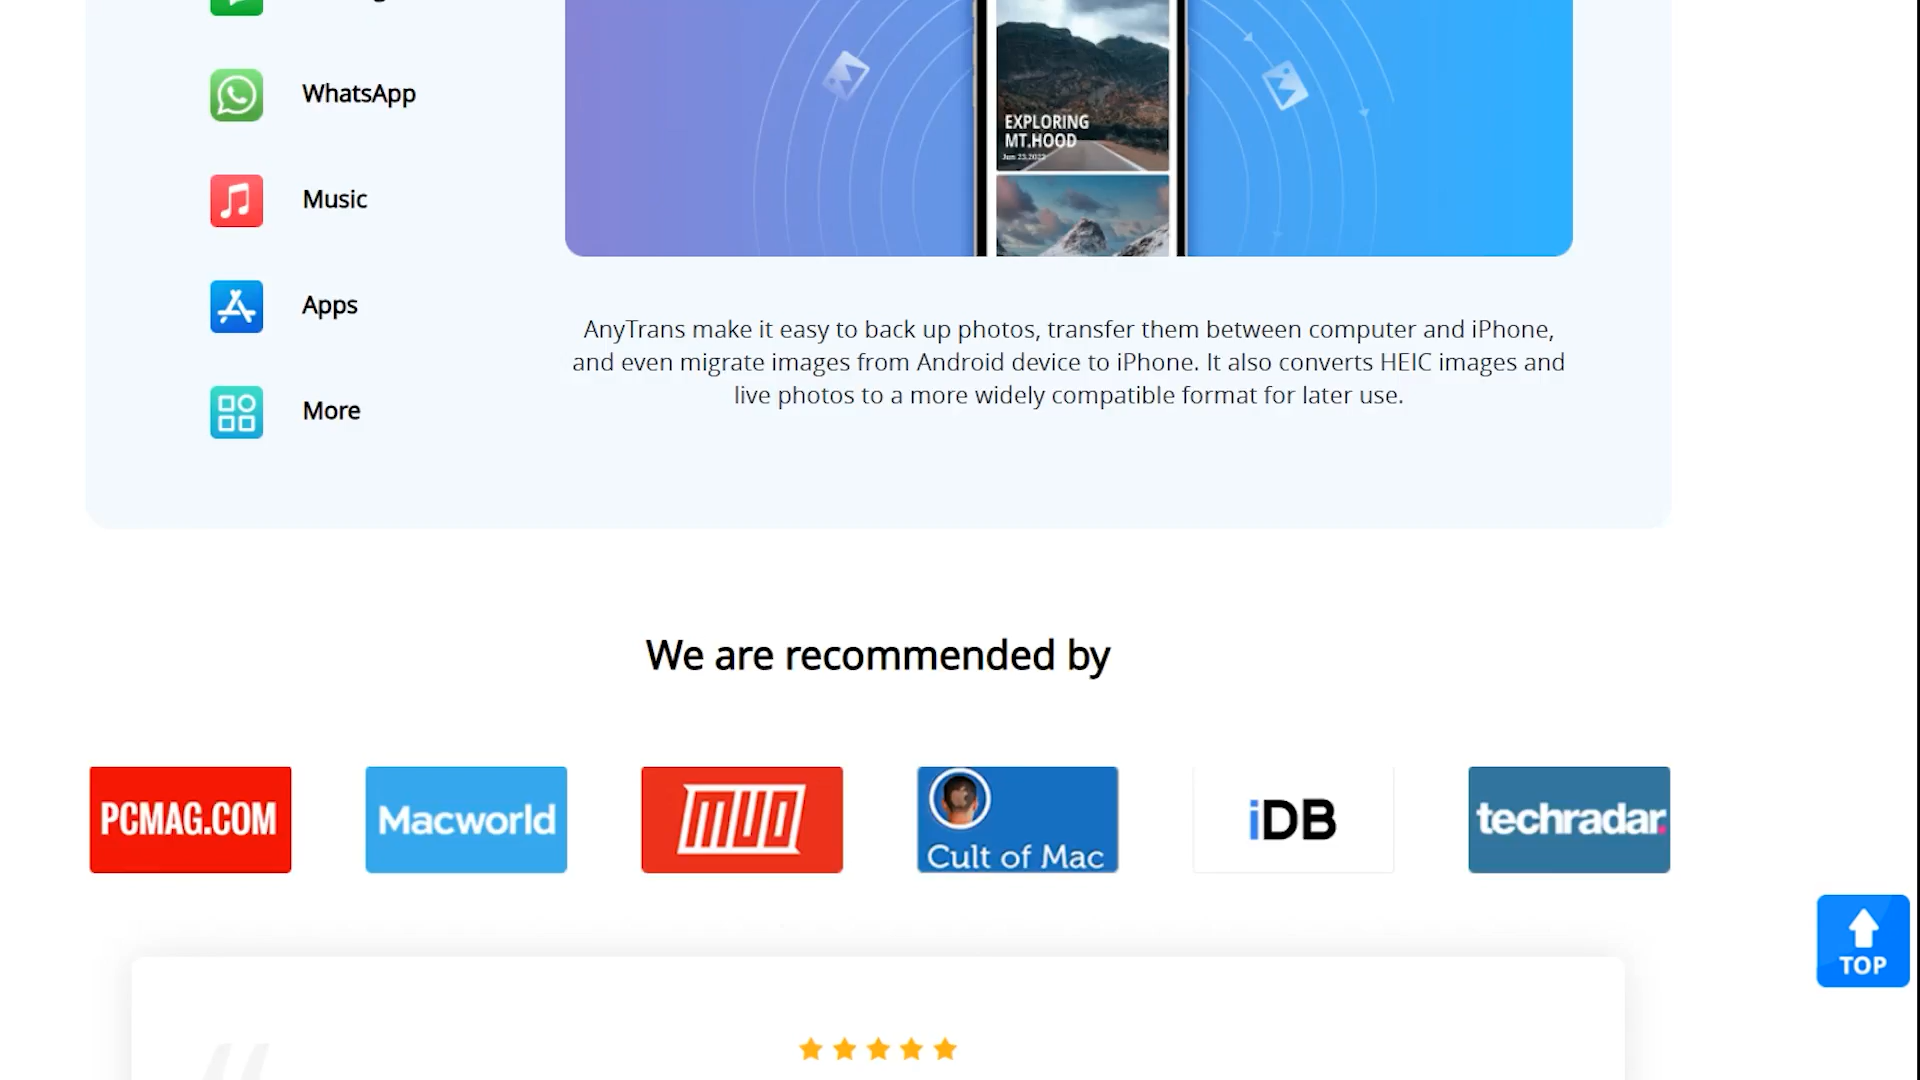 WhatsApp
Music
Apps
More
EXPLORING
MT.HOOD
Jun 23,2022
AnyTrans make it easy to back up photos, transfer them between computer and iPhone,
and even migrate images from Android device to iPhone. It also converts HEIC images and
live photos to a more widely compatible format for later use.
We are recommended by
PCMAG.COM
Macworld
MUO
Cult of Mac
iDB
techradar.
TOP